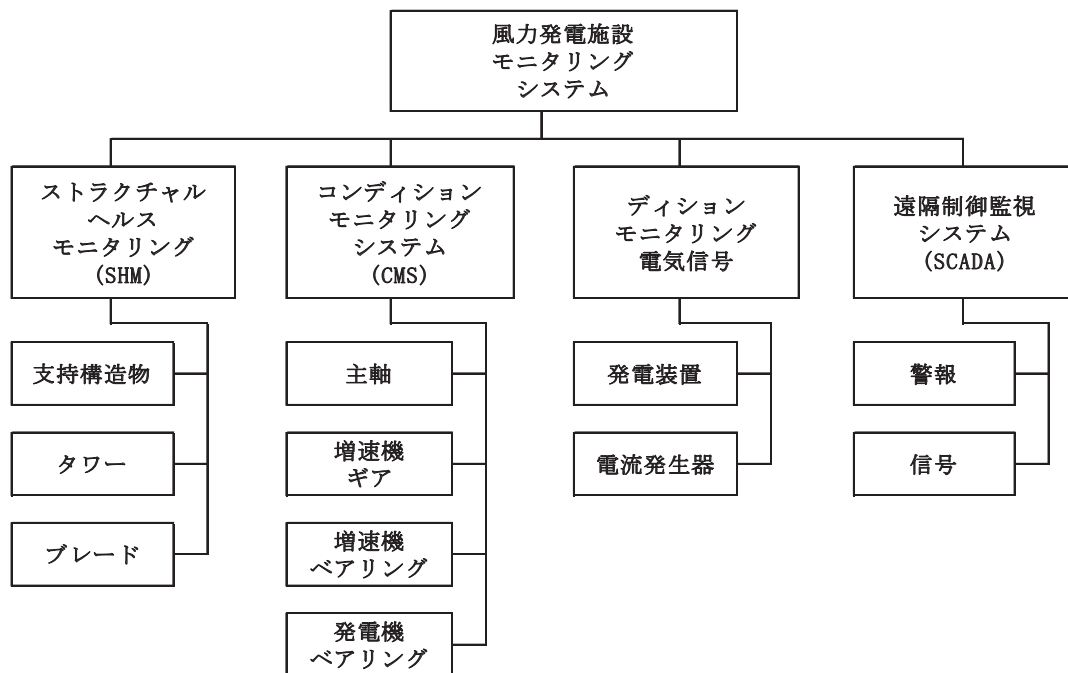 風力発電施設
モニタリング
システム
ストラクチャル
ヘルス
モニタリング
(SHM)
コンディション
モニタリング
システム
(CMS)
ディション
モニタリング
電気信号
遠隔制御監視
システム
(SCADA)
支持構造物
タワー
ブレード
主軸
増速機
ギア
増速機
ベアリング
発電機
ベアリング
発電装置
電流発生器
警報
信号